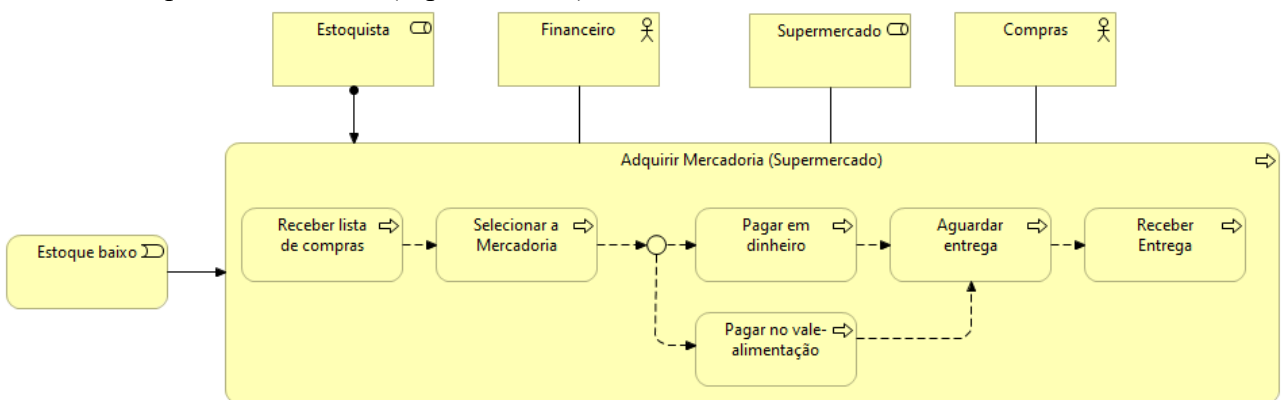 Estoquista
Financeiro
Supermercado
Compras
Adquirir Mercadoria (Supermercado)
Estoque baixo
Receber lista
de compras
Selecionar a
Mercadoria
Pagar em
dinheiro
Aguardar
entrega
Receber
Entrega
Pagar no vale-
alimentação